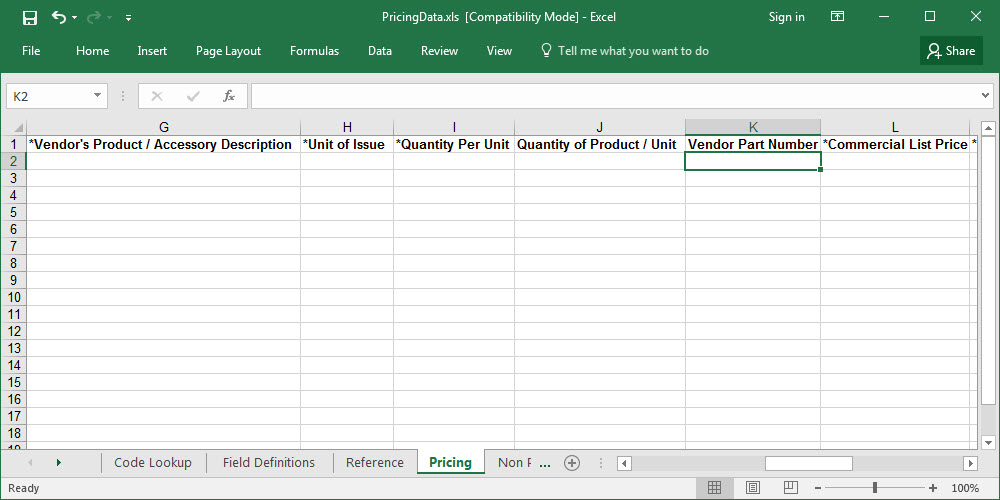 PricingData.xls [Compatibility Mode] - Excel
Sign in
File Home Insert Page Layout Formulas Data Review View Tell me what you want to do Share
K2 fx
G H I J K L
1 *Vendor's Product / Accessory Description *Unit of Issue *Quantity Per Unit Quantity of Product / Unit Vendor Part Number *Commercial List Price *
2
3
4
5
6
7
8
9
10
11
12
13
14
15
16
17
18
Code Lookup Field Definitions Reference Pricing Non ...
Ready 100%